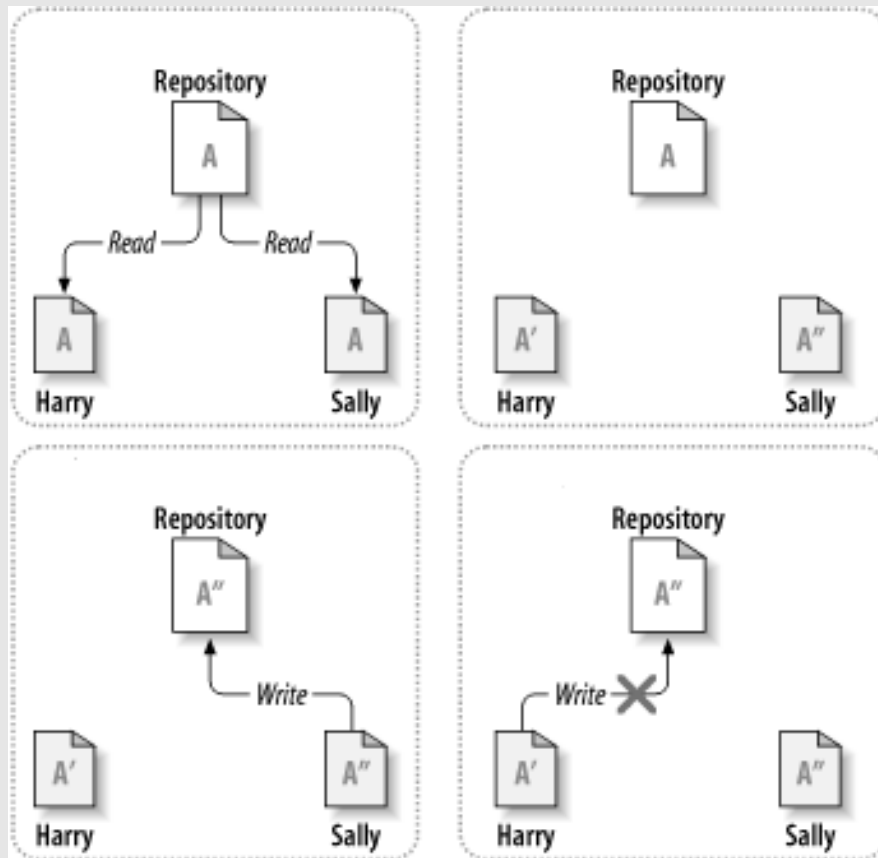 Repository
A
Read Read
A A
Harry Sally
Repository
A
A' A"
Harry Sally
Repository
A"
Write
A' A"
Harry Sally
Repository
A"
Write
A' A"
Harry Sally